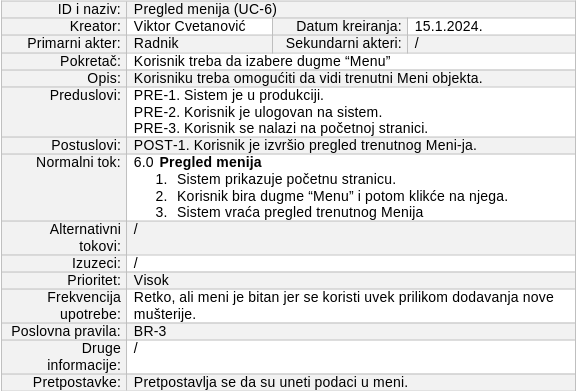 ID i naziv: Pregled menija (UC-6)
Kreator: Viktor Cvetanović Datum kreiranja: 15.1.2024.
Primarni akter: Radnik Sekundarni akteri: /
Pokretač: Korisnik treba da izabere dugme “Menu”
Opis: Korisniku treba omogućiti da vidi trenutni Meni objekta.
Preduslovi: PRE-1. Sistem je u produkciji.
PRE-2. Korisnik je ulogovan na sistem.
PRE-3. Korisnik se nalazi na početnoj stranici.
Postuslovi: POST-1. Korisnik je izvršio pregled trenutnog Meni-ja.
Normalni tok: 6.0 Pregled menija
1. Sistem prikazuje početnu stranicu.
2. Korisnik bira dugme “Menu” i potom klikće na njega.
3. Sistem vraća pregled trenutnog Menija
Alternativni /
tokovi:
Izuzeci: /
Prioritet: Visok
Frekvencija Retko, ali meni je bitan jer se koristi uvek prilikom dodavanja nove
upotrebe: mušterije.
Poslovna pravila: BR-3
Druge /
informacije:
Pretpostavke: Pretpostavlja se da su uneti podaci u meni.